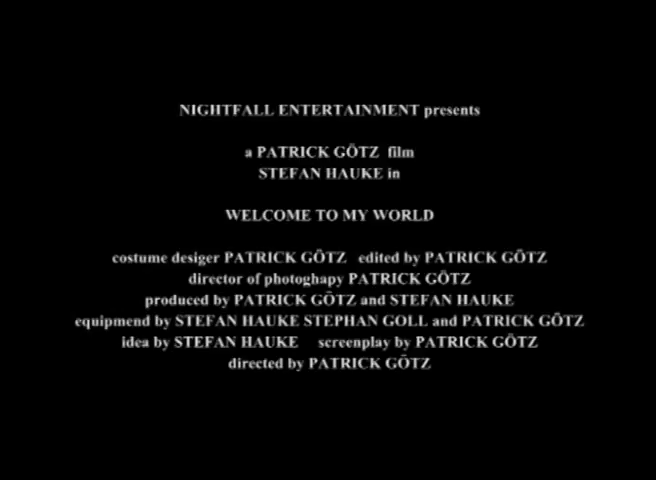 NIGHTFALL ENTERTAINMENT presents
a PATRICK GÖTZ film
STEFAN HAUKE in
WELCOME TO MY WORLD
costume desiger PATRICK GÖTZ edited by PATRICK GÖTZ
director of photoghapy PATRICK GÖTZ
produced by PATRICK GÖTZ and STEFAN HAUKE
equipmend by STEFAN HAUKE STEPHAN GOLL and PATRICK GÖTZ
idea by STEFAN HAUKE screenplay by PATRICK GÖTZ
directed by PATRICK GÖTZ